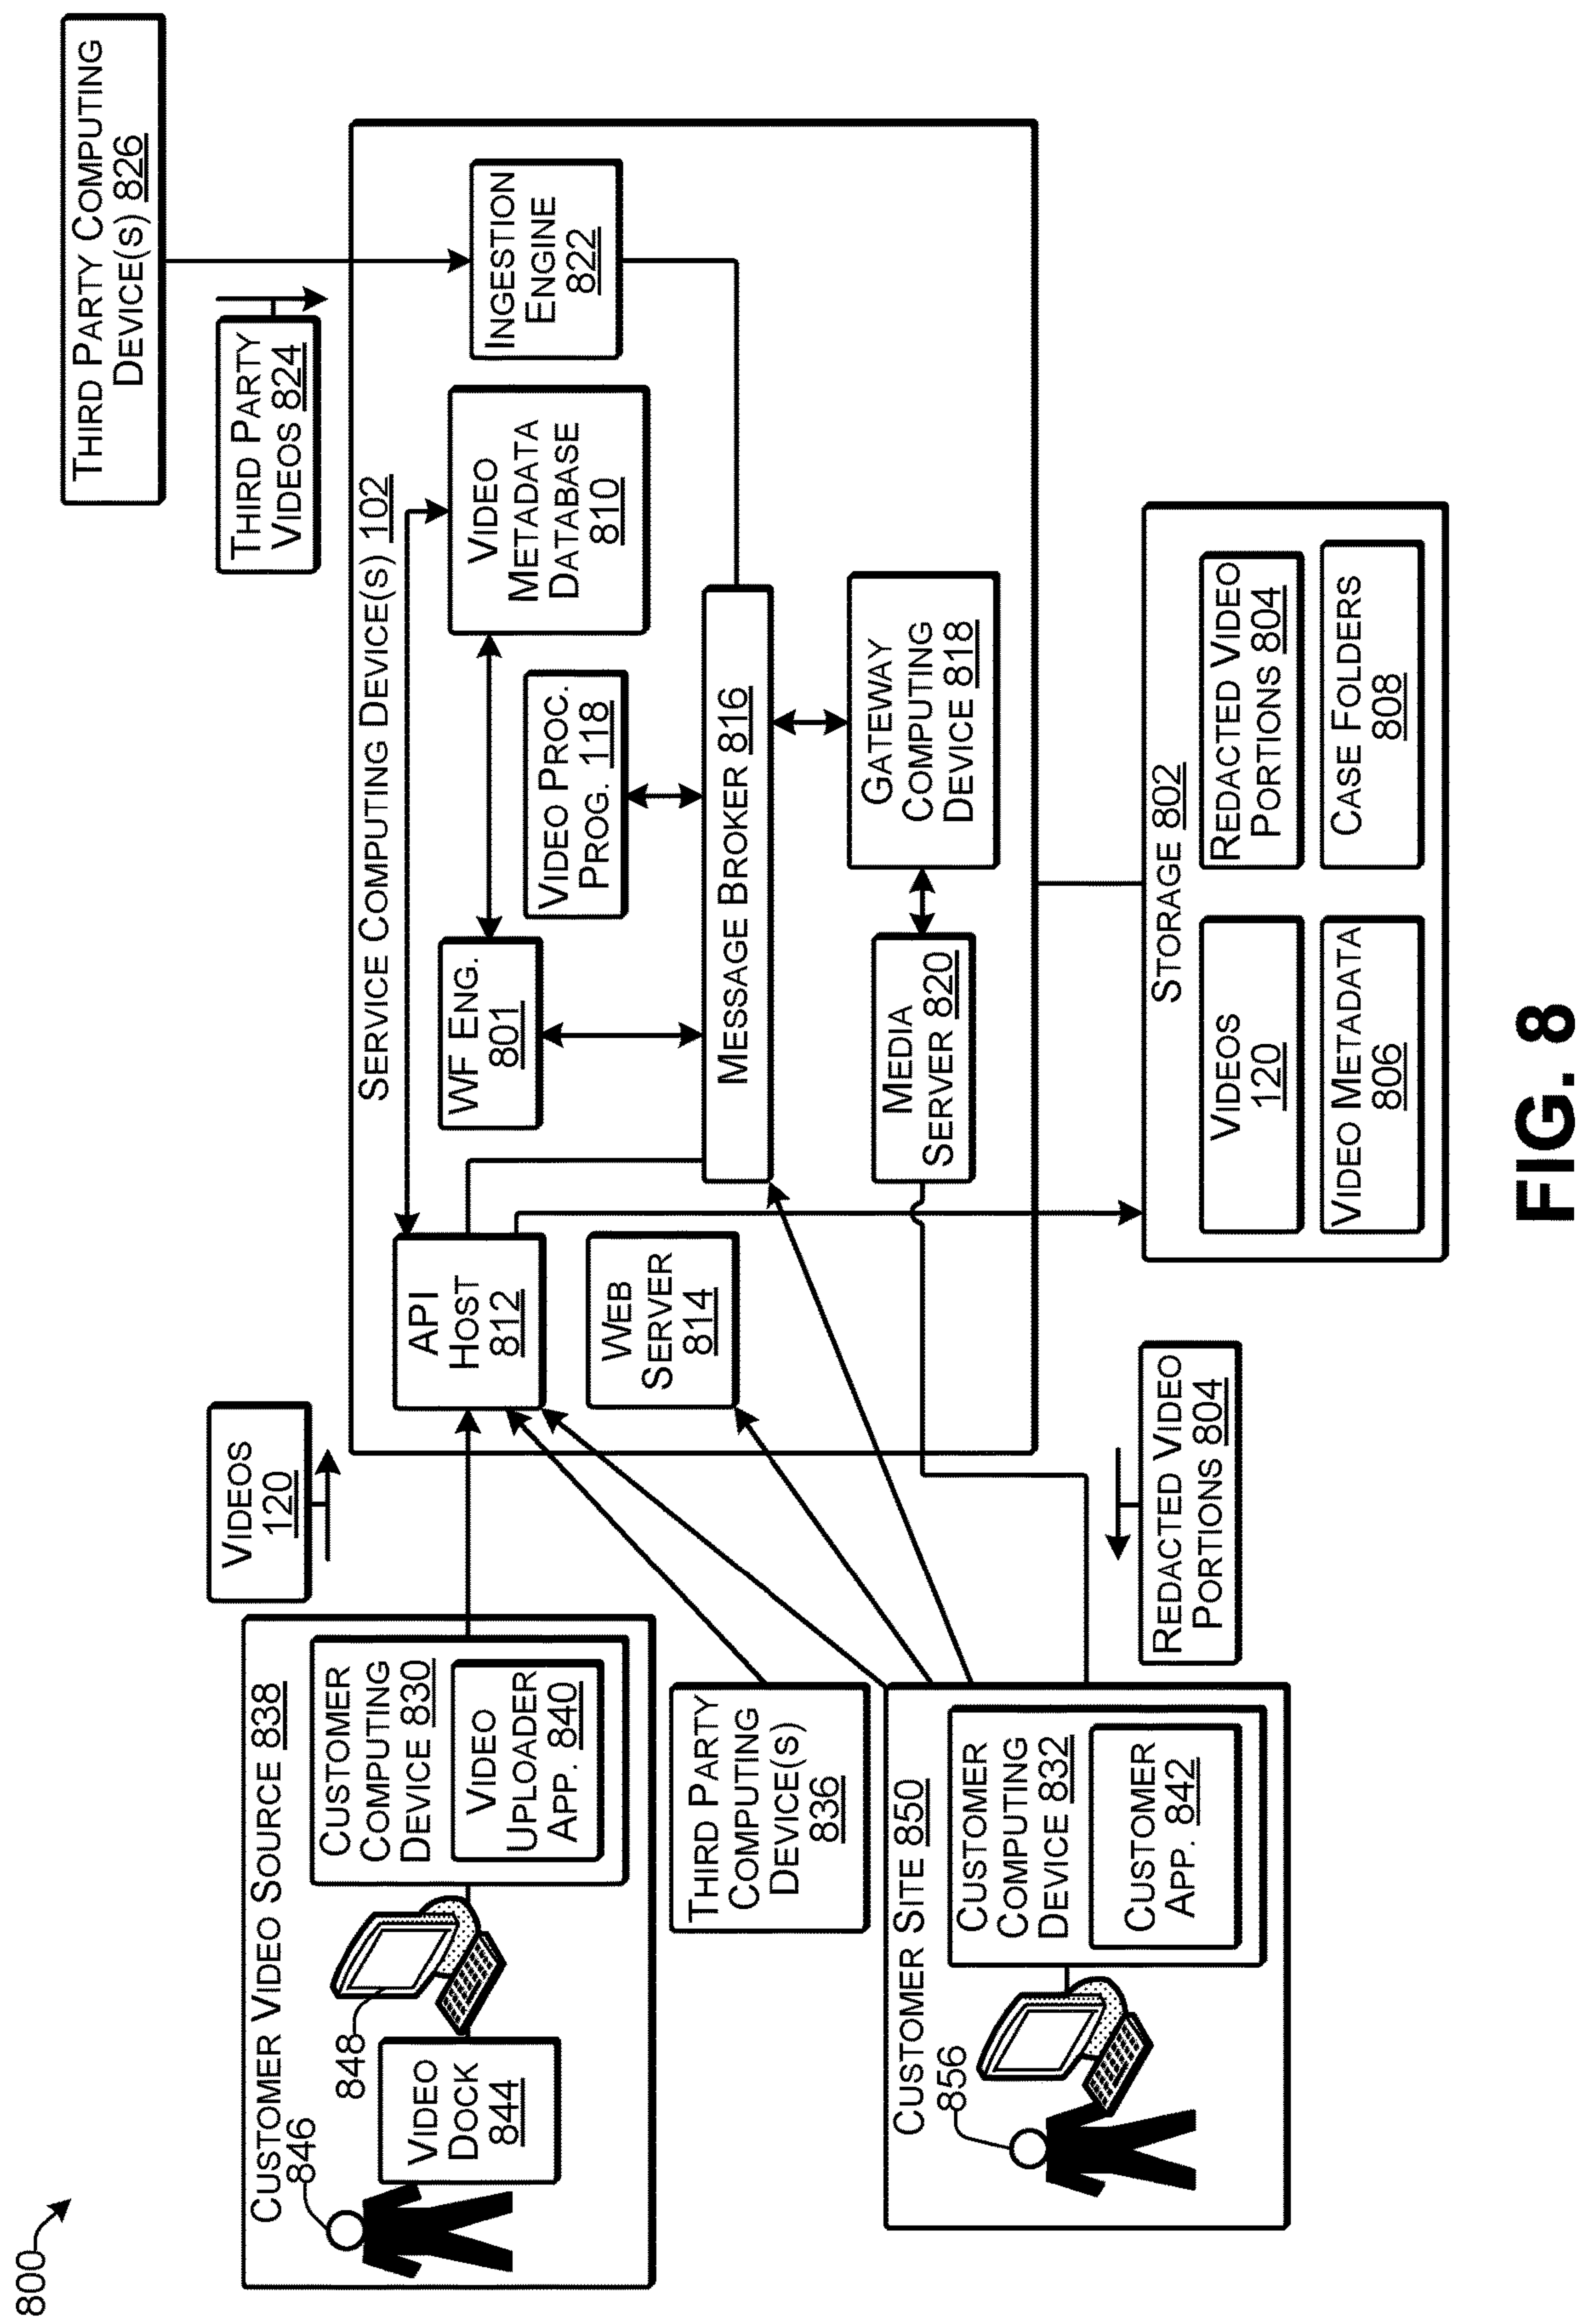 800
CUSTOMER VIDEO SOURCE 838
846
VIDEO
DOCK
844
848
CUSTOMER
COMPUTING
DEVICE 830
VIDEO
UPLOADER
APP. 840
VIDEOS
120
THIRD PARTY
COMPUTING
DEVICE(S)
836
CUSTOMER SITE 850
856
CUSTOMER
COMPUTING
DEVICE 832
CUSTOMER
APP. 842
REDACTED VIDEO
PORTIONS 804
SERVICE COMPUTING DEVICE(S) 102
API
HOST
812
WEB
SERVER
814
WF ENG.
801
VIDEO PROC.
PROG. 118
VIDEO
METADATA
DATABASE
810
INGESTION
ENGINE
822
MESSAGE BROKER 816
MEDIA
SERVER 820
GATEWAY
COMPUTING
DEVICE 818
THIRD PARTY
VIDEOS 824
THIRD PARTY COMPUTING
DEVICE(S) 826
STORAGE 802
VIDEOS
120
REDACTED VIDEO
PORTIONS 804
VIDEO METADATA
806
CASE FOLDERS
808
FIG. 8